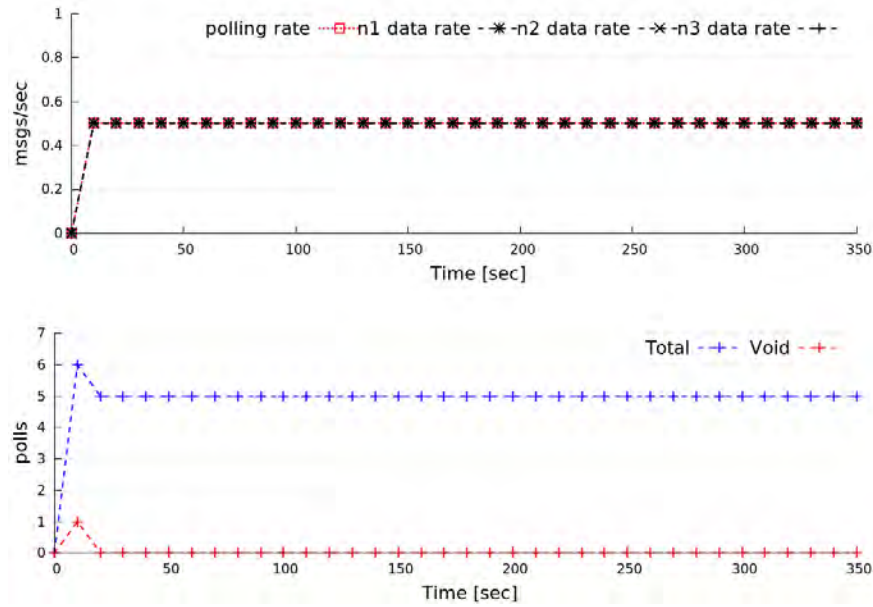 1
polling rate n1 data rate n2 data rate n3 data rate
0.8
0.6
msgs/sec
0.4
0.2
0
0 50 100 150 200 250 300 350
Time [sec]
7
Total Void
6
5
4
polls
3
2
1
0
0 50 100 150 200 250 300 350
Time [sec]